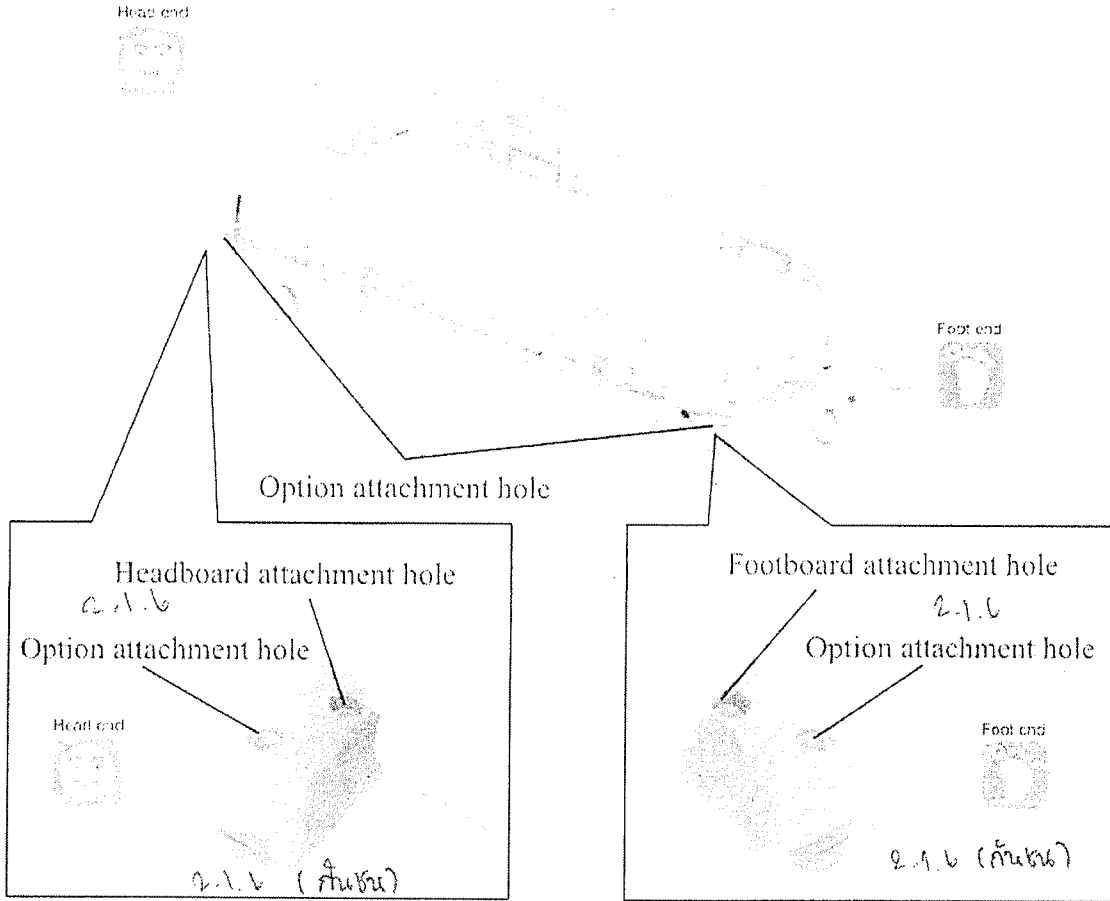 Head end
Foot end
Option attachment hole
Headboard attachment hole
2.1.6
Option attachment hole
Head end
2.1.6 (กันชน)
Footboard attachment hole
2.1.6
Option attachment hole
Foot end
2.1.6 (กันชน)